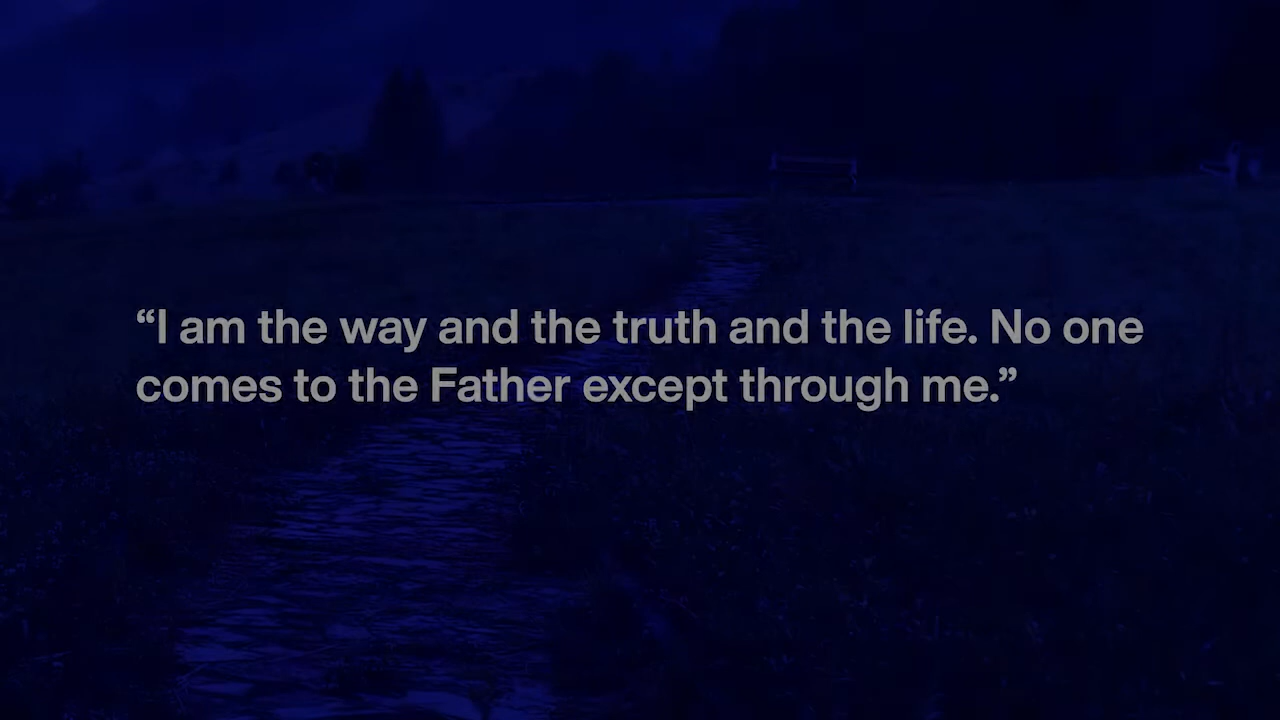 “I am the way and the truth and the life. No one
comes to the Father except through me.”